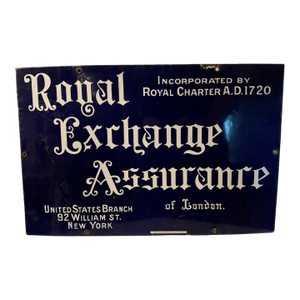 Royal
INCORPORATED BY
ROYAL CHARTER A.D. 1720
Exchange
Assurance
UNITED STATES BRANCH
92 WILLIAM ST.
NEW YORK
of London.